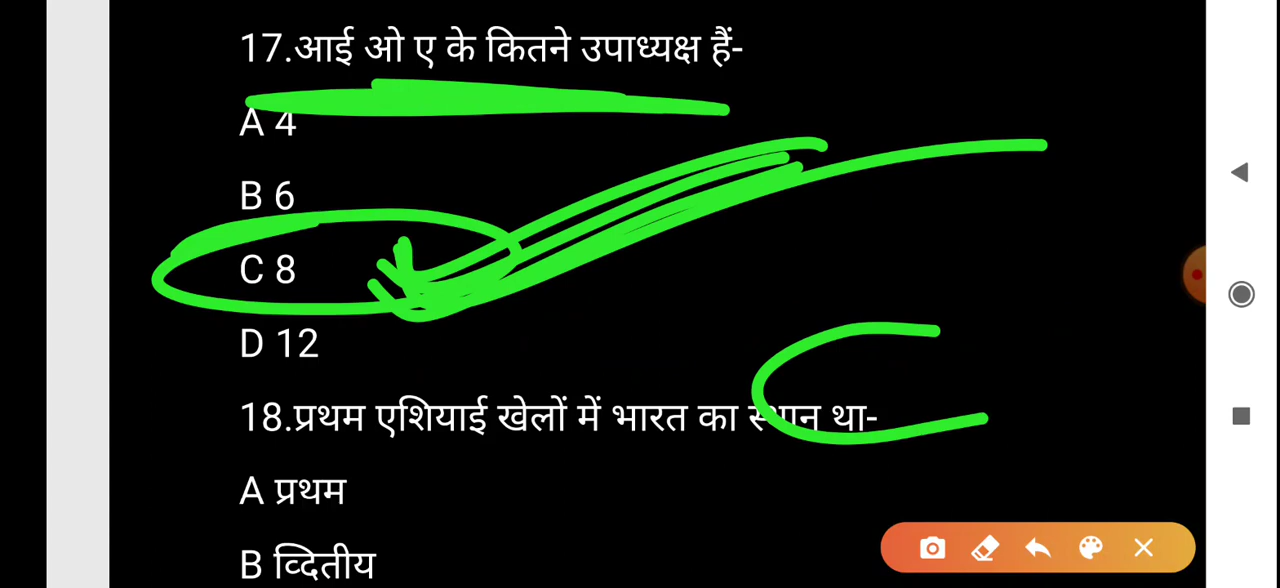 17.आई ओ ए के कितने उपाध्यक्ष हैं-
A 4
B 6
C 8
D 12
18.प्रथम एशियाई खेलों में भारत का स्थान था-
A प्रथम
B व्दितीय
C